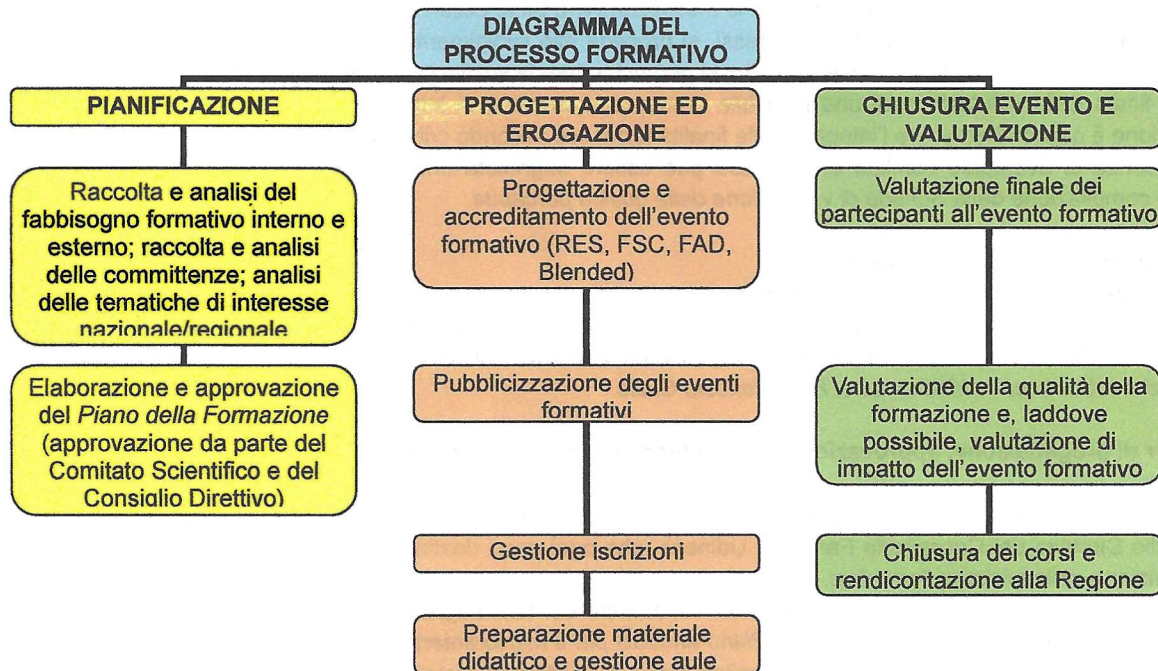 DIAGRAMMA DEL
PROCESSO FORMATIVO
PIANIFICAZIONE
Raccolta e analisi del
fabbisogno formativo interno e
esterno; raccolta e analisi
delle committenze; analisi
delle tematiche di interesse
nazionale/regionale
Elaborazione e approvazione
del Piano della Formazione
(approvazione da parte del
Comitato Scientifico e del
Consiglio Direttivo)
PROGETTAZIONE ED
EROGAZIONE
Progettazione e
accreditamento dell'evento
formativo (RES, FSC, FAD,
Blended)
Pubblicizzazione degli eventi
formativi
Gestione iscrizioni
Preparazione materiale
didattico e gestione aule
CHIUSURA EVENTO E
VALUTAZIONE
Valutazione finale dei
partecipanti all'evento formativo
Valutazione della qualità della
formazione e, laddove
possibile, valutazione di
impatto dell'evento formativo
Chiusura dei corsi e
rendicontazione alla Regione